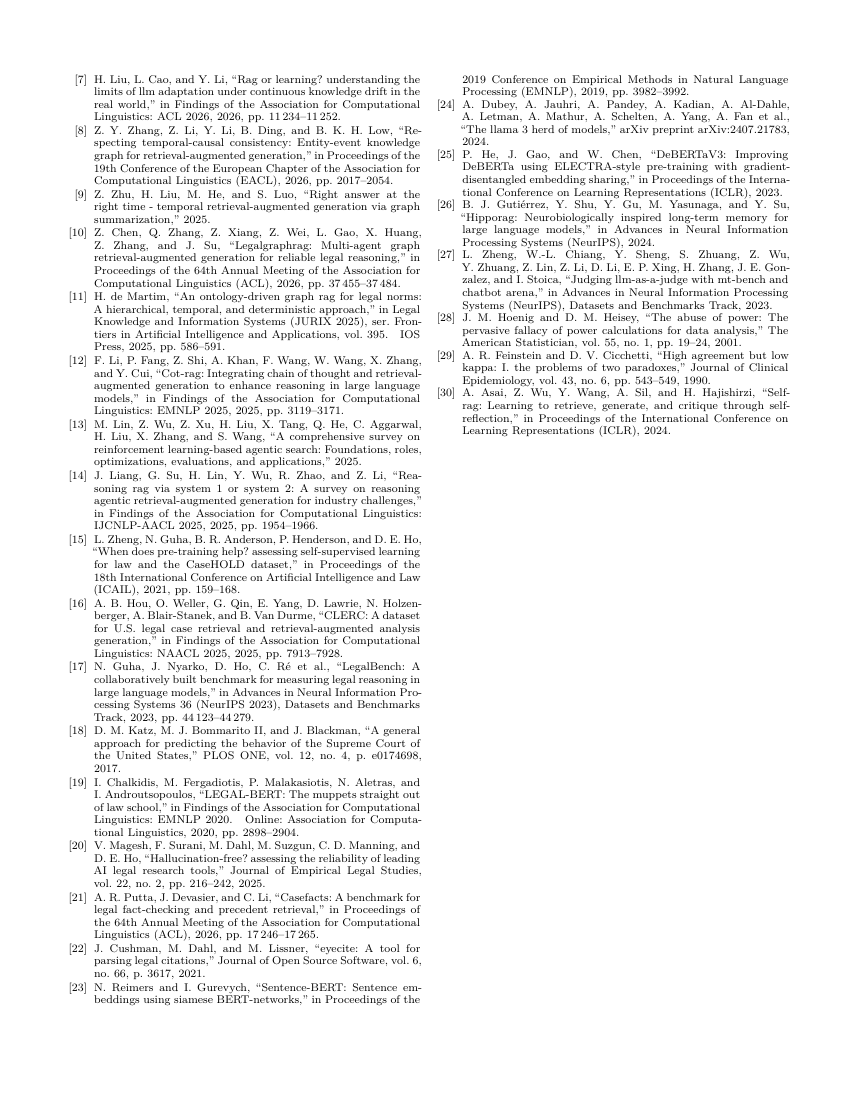 [7] H. Liu, L. Cao, and Y. Li, “Rag or learning? understanding the
limits of llm adaptation under continuous knowledge drift in the
real world,” in Findings of the Association for Computational
Linguistics: ACL 2026, 2026, pp. 11 234–11 252.
[8] Z. Y. Zhang, Z. Li, Y. Li, B. Ding, and B. K. H. Low, “Re-
specting temporal-causal consistency: Entity-event knowledge
graph for retrieval-augmented generation,” in Proceedings of the
19th Conference of the European Chapter of the Association for
Computational Linguistics (EACL), 2026, pp. 2017–2054.
[9] Z. Zhu, H. Liu, M. He, and S. Luo, “Right answer at the
right time - temporal retrieval-augmented generation via graph
summarization,” 2025.
[10] Z. Chen, Q. Zhang, Z. Xiang, Z. Wei, L. Gao, X. Huang,
Z. Zhang, and J. Su, “Legalgraphrag: Multi-agent graph
retrieval-augmented generation for reliable legal reasoning,” in
Proceedings of the 64th Annual Meeting of the Association for
Computational Linguistics (ACL), 2026, pp. 37 455–37 484.
[11] H. de Martim, “An ontology-driven graph rag for legal norms:
A hierarchical, temporal, and deterministic approach,” in Legal
Knowledge and Information Systems (JURIX 2025), ser. Fron-
tiers in Artificial Intelligence and Applications, vol. 395. IOS
Press, 2025, pp. 586–591.
[12] F. Li, P. Fang, Z. Shi, A. Khan, F. Wang, W. Wang, X. Zhang,
and Y. Cui, “Cot-rag: Integrating chain of thought and retrieval-
augmented generation to enhance reasoning in large language
models,” in Findings of the Association for Computational
Linguistics: EMNLP 2025, 2025, pp. 3119–3171.
[13] M. Lin, Z. Wu, Z. Xu, H. Liu, X. Tang, Q. He, C. Aggarwal,
H. Liu, X. Zhang, and S. Wang, “A comprehensive survey on
reinforcement learning-based agentic search: Foundations, roles,
optimizations, evaluations, and applications,” 2025.
[14] J. Liang, G. Su, H. Lin, Y. Wu, R. Zhao, and Z. Li, “Rea-
soning rag via system 1 or system 2: A survey on reasoning
agentic retrieval-augmented generation for industry challenges,”
in Findings of the Association for Computational Linguistics:
IJCNLP-AACL 2025, 2025, pp. 1954–1966.
[15] L. Zheng, N. Guha, B. R. Anderson, P. Henderson, and D. E. Ho,
“When does pre-training help? assessing self-supervised learning
for law and the CaseHOLD dataset,” in Proceedings of the
18th International Conference on Artificial Intelligence and Law
(ICAIL), 2021, pp. 159–168.
[16] A. B. Hou, O. Weller, G. Qin, E. Yang, D. Lawrie, N. Holzen-
berger, A. Blair-Stanek, and B. Van Durme, “CLERC: A dataset
for U.S. legal case retrieval and retrieval-augmented analysis
generation,” in Findings of the Association for Computational
Linguistics: NAACL 2025, 2025, pp. 7913–7928.
[17] N. Guha, J. Nyarko, D. Ho, C. Ré et al., “LegalBench: A
collaboratively built benchmark for measuring legal reasoning in
large language models,” in Advances in Neural Information Pro-
cessing Systems 36 (NeurIPS 2023), Datasets and Benchmarks
Track, 2023, pp. 44 123–44 279.
[18] D. M. Katz, M. J. Bommarito II, and J. Blackman, “A general
approach for predicting the behavior of the Supreme Court of
the United States,” PLOS ONE, vol. 12, no. 4, p. e0174698,
2017.
[19] I. Chalkidis, M. Fergadiotis, P. Malakasiotis, N. Aletras, and
I. Androutsopoulos, “LEGAL-BERT: The muppets straight out
of law school,” in Findings of the Association for Computational
Linguistics: EMNLP 2020. Online: Association for Computa-
tional Linguistics, 2020, pp. 2898–2904.
[20] V. Magesh, F. Surani, M. Dahl, M. Suzgun, C. D. Manning, and
D. E. Ho, “Hallucination-free? assessing the reliability of leading
AI legal research tools,” Journal of Empirical Legal Studies,
vol. 22, no. 2, pp. 216–242, 2025.
[21] A. R. Putta, J. Devasier, and C. Li, “Casefacts: A benchmark for
legal fact-checking and precedent retrieval,” in Proceedings of
the 64th Annual Meeting of the Association for Computational
Linguistics (ACL), 2026, pp. 17 246–17 265.
[22] J. Cushman, M. Dahl, and M. Lissner, “eyecite: A tool for
parsing legal citations,” Journal of Open Source Software, vol. 6,
no. 66, p. 3617, 2021.
[23] N. Reimers and I. Gurevych, “Sentence-BERT: Sentence em-
beddings using siamese BERT-networks,” in Proceedings of the
2019 Conference on Empirical Methods in Natural Language
Processing (EMNLP), 2019, pp. 3982–3992.
[24] A. Dubey, A. Jauhri, A. Pandey, A. Kadian, A. Al-Dahle,
A. Letman, A. Mathur, A. Schelten, A. Yang, A. Fan et al.,
“The llama 3 herd of models,” arXiv preprint arXiv:2407.21783,
2024.
[25] P. He, J. Gao, and W. Chen, “DeBERTaV3: Improving
DeBERTa using ELECTRA-style pre-training with gradient-
disentangled embedding sharing,” in Proceedings of the Interna-
tional Conference on Learning Representations (ICLR), 2023.
[26] B. J. Gutiérrez, Y. Shu, Y. Gu, M. Yasunaga, and Y. Su,
“Hipporag: Neurobiologically inspired long-term memory for
large language models,” in Advances in Neural Information
Processing Systems (NeurIPS), 2024.
[27] L. Zheng, W.-L. Chiang, Y. Sheng, S. Zhuang, Z. Wu,
Y. Zhuang, Z. Lin, Z. Li, D. Li, E. P. Xing, H. Zhang, J. E. Gon-
zalez, and I. Stoica, “Judging llm-as-a-judge with mt-bench and
chatbot arena,” in Advances in Neural Information Processing
Systems (NeurIPS), Datasets and Benchmarks Track, 2023.
[28] J. M. Hoenig and D. M. Heisey, “The abuse of power: The
pervasive fallacy of power calculations for data analysis,” The
American Statistician, vol. 55, no. 1, pp. 19–24, 2001.
[29] A. R. Feinstein and D. V. Cicchetti, “High agreement but low
kappa: I. the problems of two paradoxes,” Journal of Clinical
Epidemiology, vol. 43, no. 6, pp. 543–549, 1990.
[30] A. Asai, Z. Wu, Y. Wang, A. Sil, and H. Hajishirzi, “Self-
rag: Learning to retrieve, generate, and critique through self-
reflection,” in Proceedings of the International Conference on
Learning Representations (ICLR), 2024.